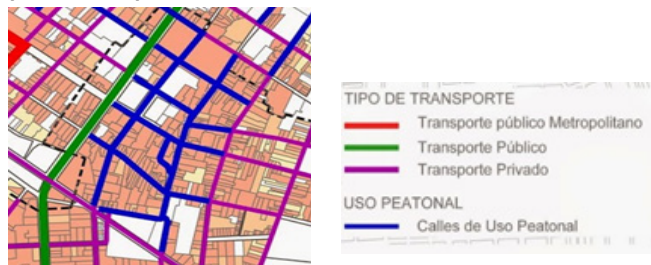 TIPO DE TRANSPORTE
Transporte público Metropolitano
Transporte Público
Transporte Privado
USO PEATONAL
Calles de Uso Peatonal